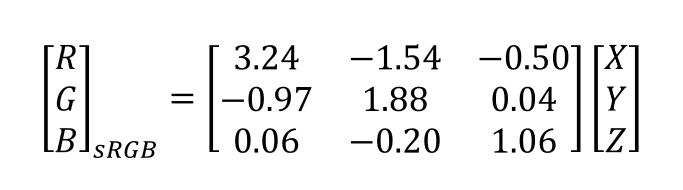 [R] [3.24 −1.54 −0.50] [X]
[G] = [−0.97 1.88 0.04] [Y]
[B]sRGB [0.06 −0.20 1.06] [Z]